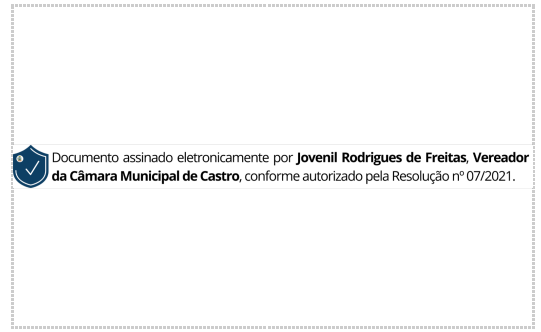 Documento assinado eletronicamente por Jovenil Rodrigues de Freitas, Vereador
da Câmara Municipal de Castro, conforme autorizado pela Resolução nº 07/2021.